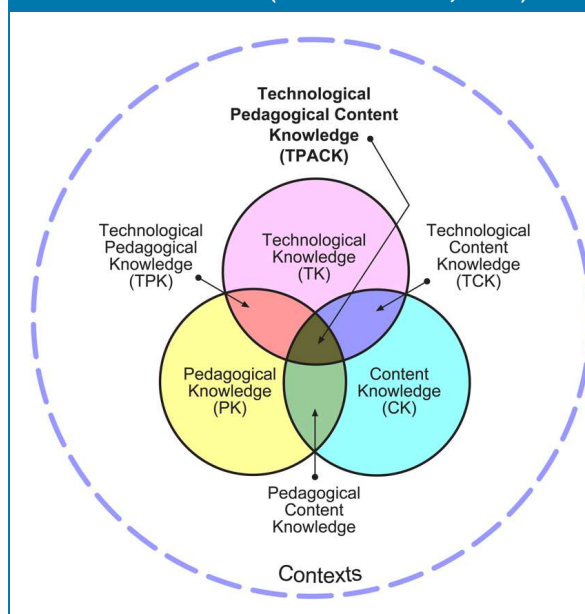 Technological
Pedagogical Content
Knowledge
(TPACK)
Technological
Pedagogical
Knowledge
(TPK)
Technological
Knowledge
(TK)
Technological
Content
Knowledge
(TCK)
Pedagogical
Knowledge
(PK)
Content
Knowledge
(CK)
Pedagogical
Content
Knowledge
Contexts